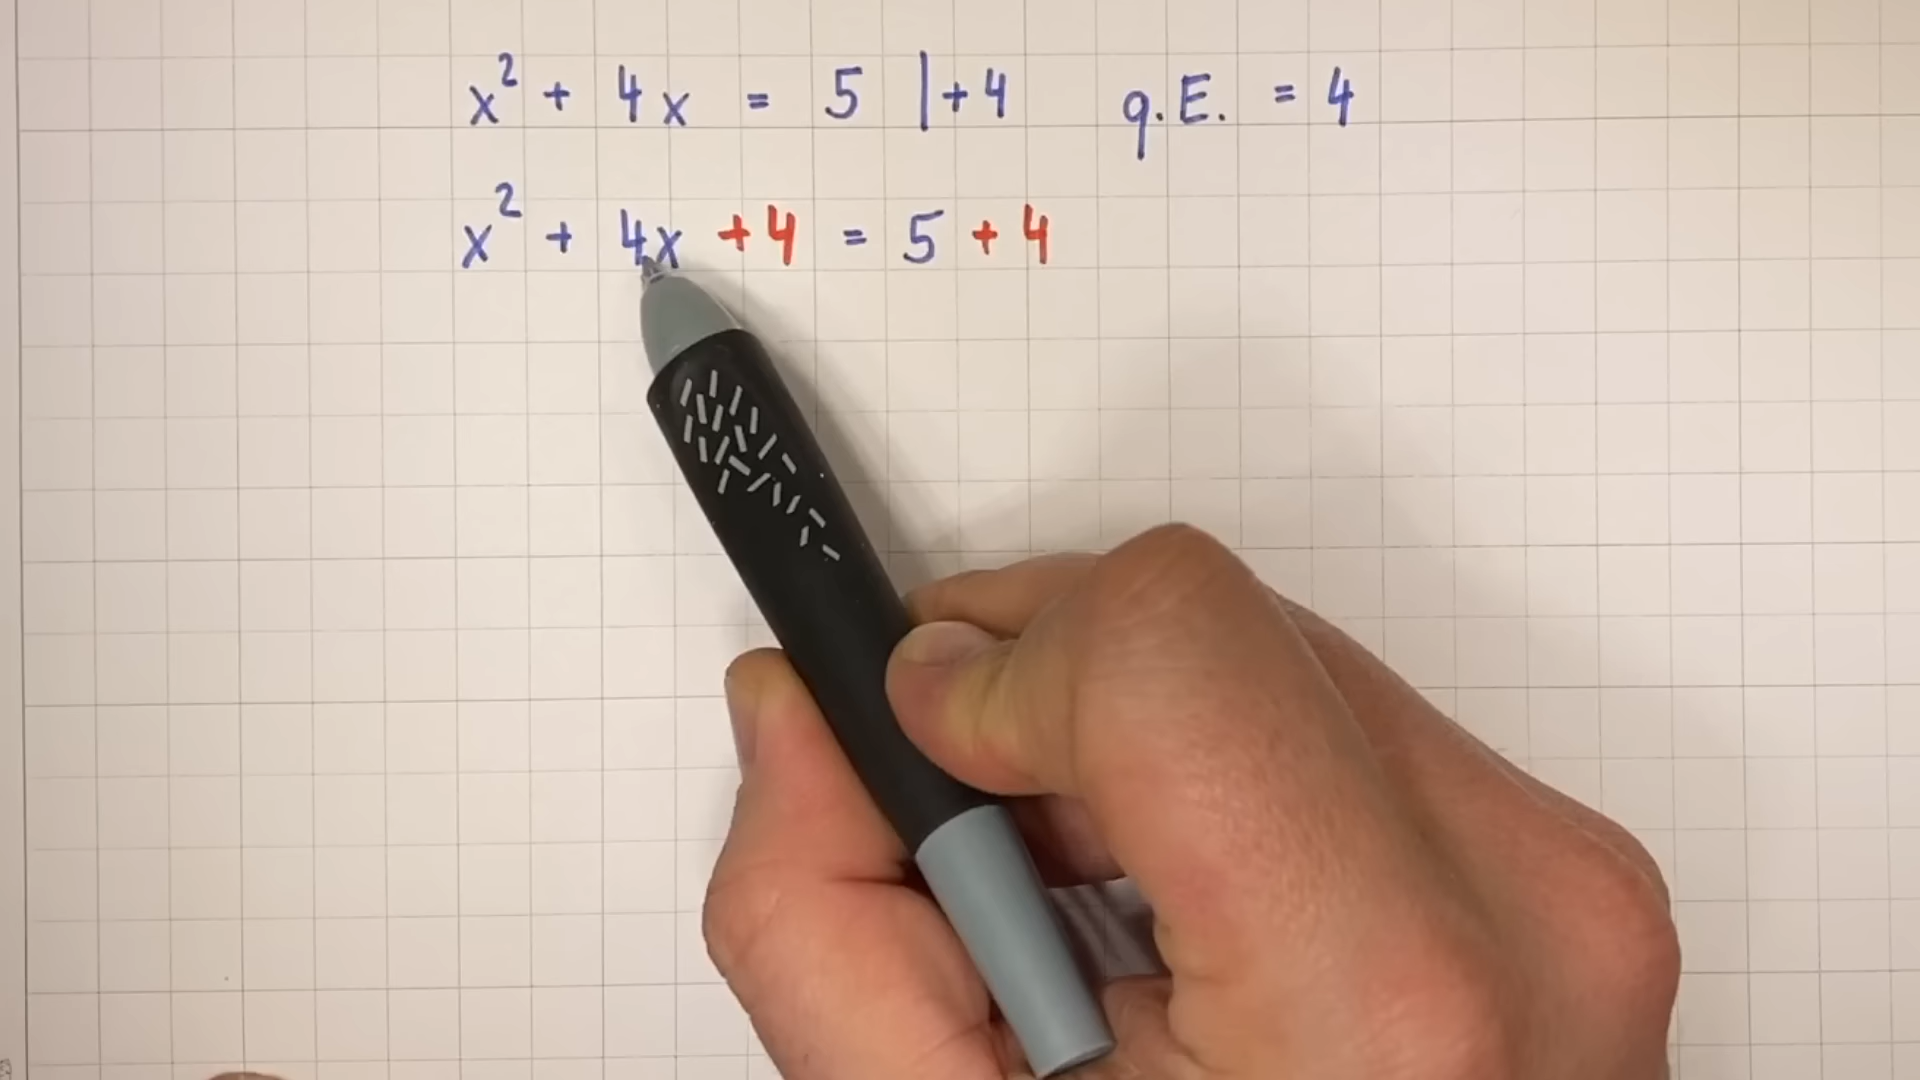 x² + 4x = 5 |+4 q.E. = 4
x² + 4x +4 = 5 + 4